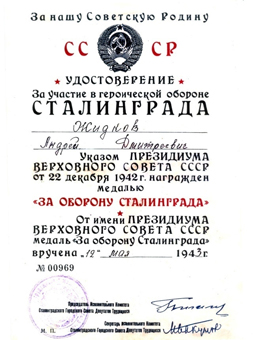 За нашу Советскую Родину
СС СР
★ УДОСТОВЕРЕНИЕ ★
За участие в героической обороне
СТАЛИНГРАДА
Жидков
Андрей Дмитриевич
Указом ПРЕЗИДИУМА
ВЕРХОВНОГО СОВЕТА СССР
от 22 декабря 1942 г. награжден
медалью
«ЗА ОБОРОНУ СТАЛИНГРАДА»
★
От имени ПРЕЗИДИУМА
ВЕРХОВНОГО СОВЕТА СССР
медаль «За оборону Сталинграда»
вручена мая 1943 г.
№ 00969
Председатель Исполнительного Комитета
Сталинградского Городского Совета Депутатов Трудящихся
Секретарь Исполнительного Комитета
М. П. Сталинградского Городского Совета Депутатов Трудящихся